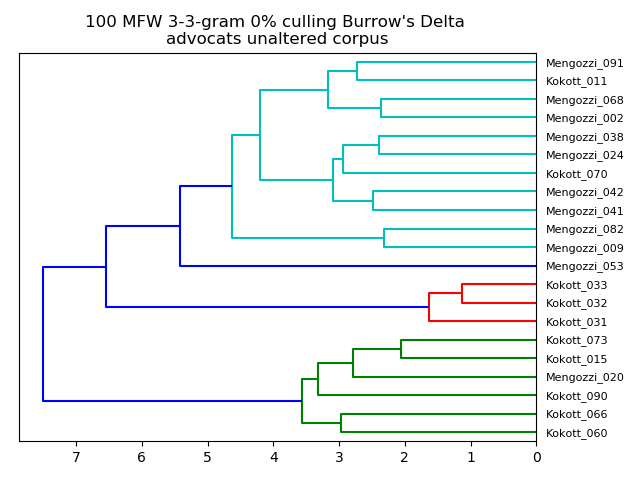 100 MFW 3-3-gram 0% culling Burrow's Delta
advocats unaltered corpus
Mengozzi_091
Kokott_011
Mengozzi_068
Mengozzi_002
Mengozzi_038
Mengozzi_024
Kokott_070
Mengozzi_042
Mengozzi_041
Mengozzi_082
Mengozzi_009
Mengozzi_053
Kokott_033
Kokott_032
Kokott_031
Kokott_073
Kokott_015
Mengozzi_020
Kokott_090
Kokott_066
Kokott_060
7 6 5 4 3 2 1 0